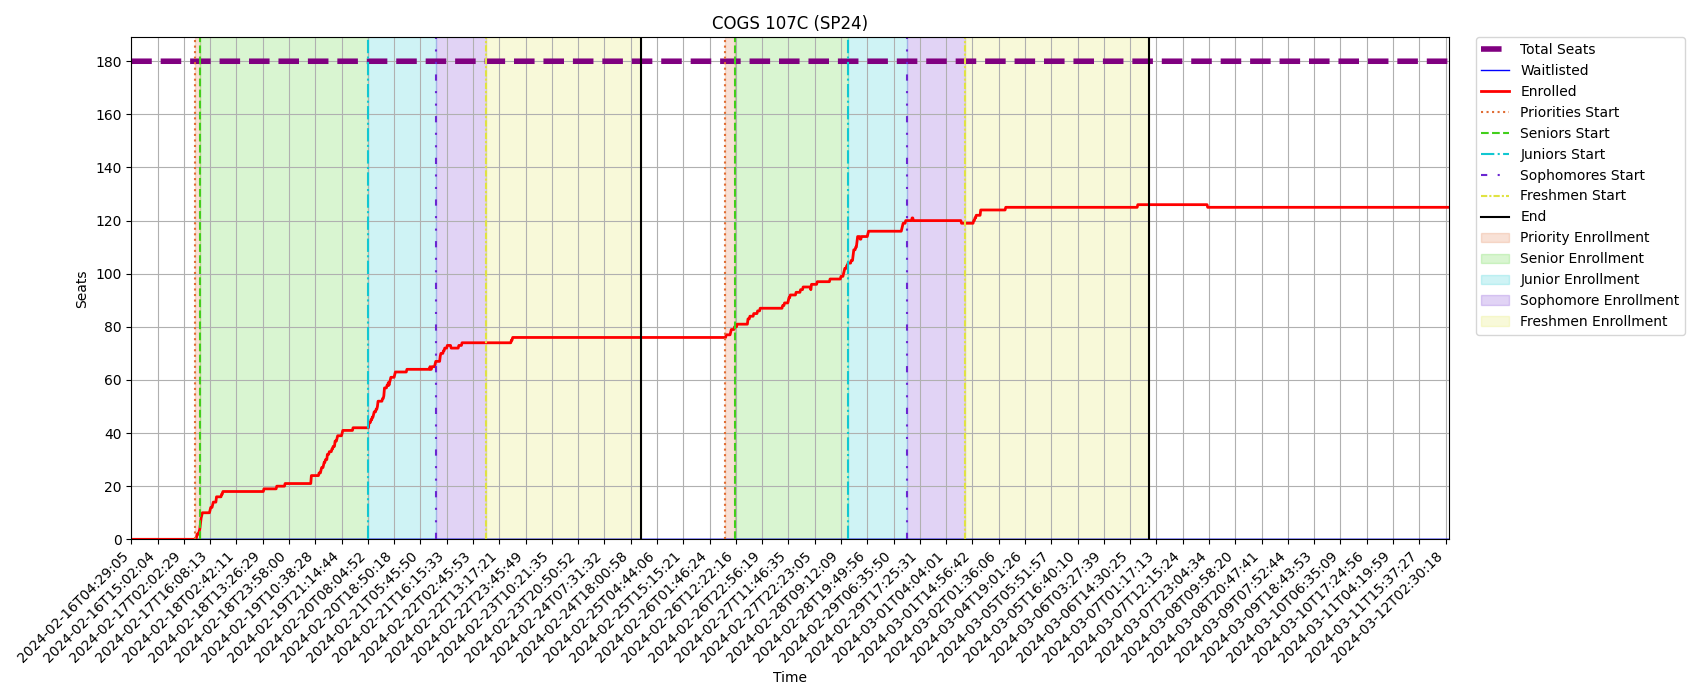 COGS 107C (SP24)
Seats
180
160
140
120
100
80
60
40
20
0
2024-02-16T04:29:05
2024-02-16T15:02:04
2024-02-17T02:02:29
2024-02-17T16:08:13
2024-02-18T02:42:11
2024-02-18T13:26:29
2024-02-18T23:58:00
2024-02-19T10:38:28
2024-02-19T21:14:44
2024-02-20T08:04:52
2024-02-20T18:50:18
2024-02-21T05:45:50
2024-02-21T16:15:33
2024-02-22T02:45:53
2024-02-22T13:17:21
2024-02-22T23:45:49
2024-02-23T10:21:35
2024-02-23T20:50:52
2024-02-24T07:31:32
2024-02-24T18:00:58
2024-02-25T04:44:06
2024-02-25T15:15:21
2024-02-26T01:46:24
2024-02-26T12:22:16
2024-02-26T22:56:19
2024-02-27T11:46:35
2024-02-27T22:23:05
2024-02-28T09:12:09
2024-02-28T19:49:56
2024-02-29T06:35:50
2024-02-29T17:25:31
2024-03-01T04:04:01
2024-03-01T14:56:42
2024-03-02T01:36:06
2024-03-04T19:01:26
2024-03-05T05:51:57
2024-03-05T16:40:10
2024-03-06T03:27:39
2024-03-06T14:30:25
2024-03-07T01:17:13
2024-03-07T12:15:24
2024-03-07T23:04:34
2024-03-08T09:58:20
2024-03-08T20:47:41
2024-03-09T07:52:44
2024-03-09T18:43:53
2024-03-10T06:35:09
2024-03-10T17:24:56
2024-03-11T04:19:59
2024-03-11T15:37:27
2024-03-12T02:30:18
Time
Total Seats
Waitlisted
Enrolled
Priorities Start
Seniors Start
Juniors Start
Sophomores Start
Freshmen Start
End
Priority Enrollment
Senior Enrollment
Junior Enrollment
Sophomore Enrollment
Freshmen Enrollment